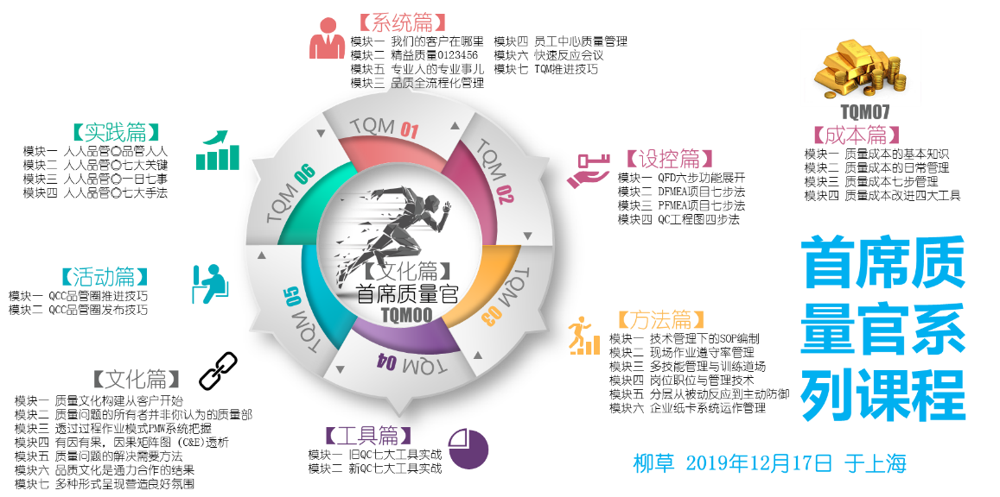 【系统篇】
模块一 我们的客户在哪里 模块四 员工中心质量管理
模块二 精益质量0123456 模块六 快速反应会议
模块五 专业人的专业事儿 模块七 TQM推进技巧
模块三 品质全流程化管理
TQM07
【成本篇】
模块一 质量成本的基本知识
模块二 质量成本的日常管理
模块三 质量成本七步管理
模块四 质量成本改进四大工具
【实践篇】
模块一 人人品管◎品管人人
模块二 人人品管◎七大关键
模块三 人人品管◎一日七事
模块四 人人品管◎七大手法
【设控篇】
模块一 QFD六步功能展开
模块二 DFMEA项目七步法
模块三 PFMEA项目七步法
模块四 QC工程图四步法
TQM 01
TQM 02
TQM 03
TQM 04
TQM 05
TQM 06
【文化篇】
首席质量官
TQM00
【活动篇】
模块一 QCC品管圈推进技巧
模块二 QCC品管圈发布技巧
【方法篇】
模块一 技术管理下的SOP编制
模块二 现场作业遵守率管理
模块三 多技能管理与训练道场
模块四 岗位职位与管理技术
模块五 分层从被动反应到主动防御
模块六 企业纸卡系统运作管理
【文化篇】
模块一 质量文化构建从客户开始
模块二 质量问题的所有者并非你认为的质量部
模块三 透过过程作业模式PMW系统把握
模块四 有因有果，因果矩阵图 (C&E)透析
模块五 质量问题的解决需要方法
模块六 品质文化是通力合作的结果
模块七 多种形式呈现营造良好氛围
【工具篇】
模块一 旧QC七大工具实战
模块二 新QC七大工具实战
首席质
量官系
列课程
柳草 2019年12月17日 于上海